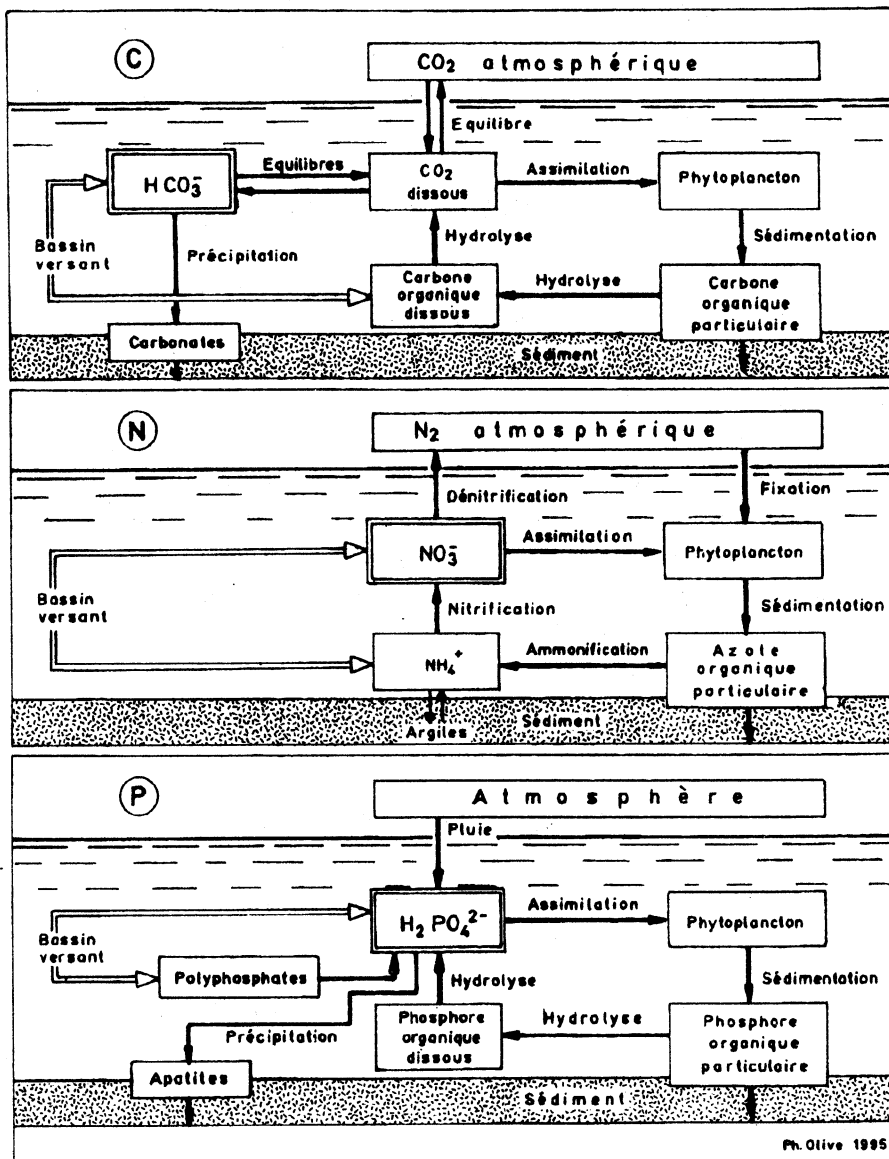 C
CO₂ atmosphérique
Equilibre
HCO₃⁻
Equilibres
CO₂
dissous
Assimilation
Phytoplancton
Bassin
versant
Précipitation
Hydrolyse
Sédimentation
Carbone
organique
dissous
Hydrolyse
Carbone
organique
particulaire
Carbonates
Sédiment
N
N₂ atmosphérique
Dénitrification
Fixation
NO₃⁻
Assimilation
Phytoplancton
Bassin
versant
Nitrification
Sédimentation
NH₄⁺
Ammonification
Azote
organique
particulaire
Sédiment
Argiles
P
Atmosphère
Pluie
H₂PO₄²⁻
Assimilation
Phytoplancton
Bassin
versant
Polyphosphates
Hydrolyse
Sédimentation
Précipitation
Phosphore
organique
dissous
Hydrolyse
Phosphore
organique
particulaire
Apatites
Sédiment
Ph. Olive 1995